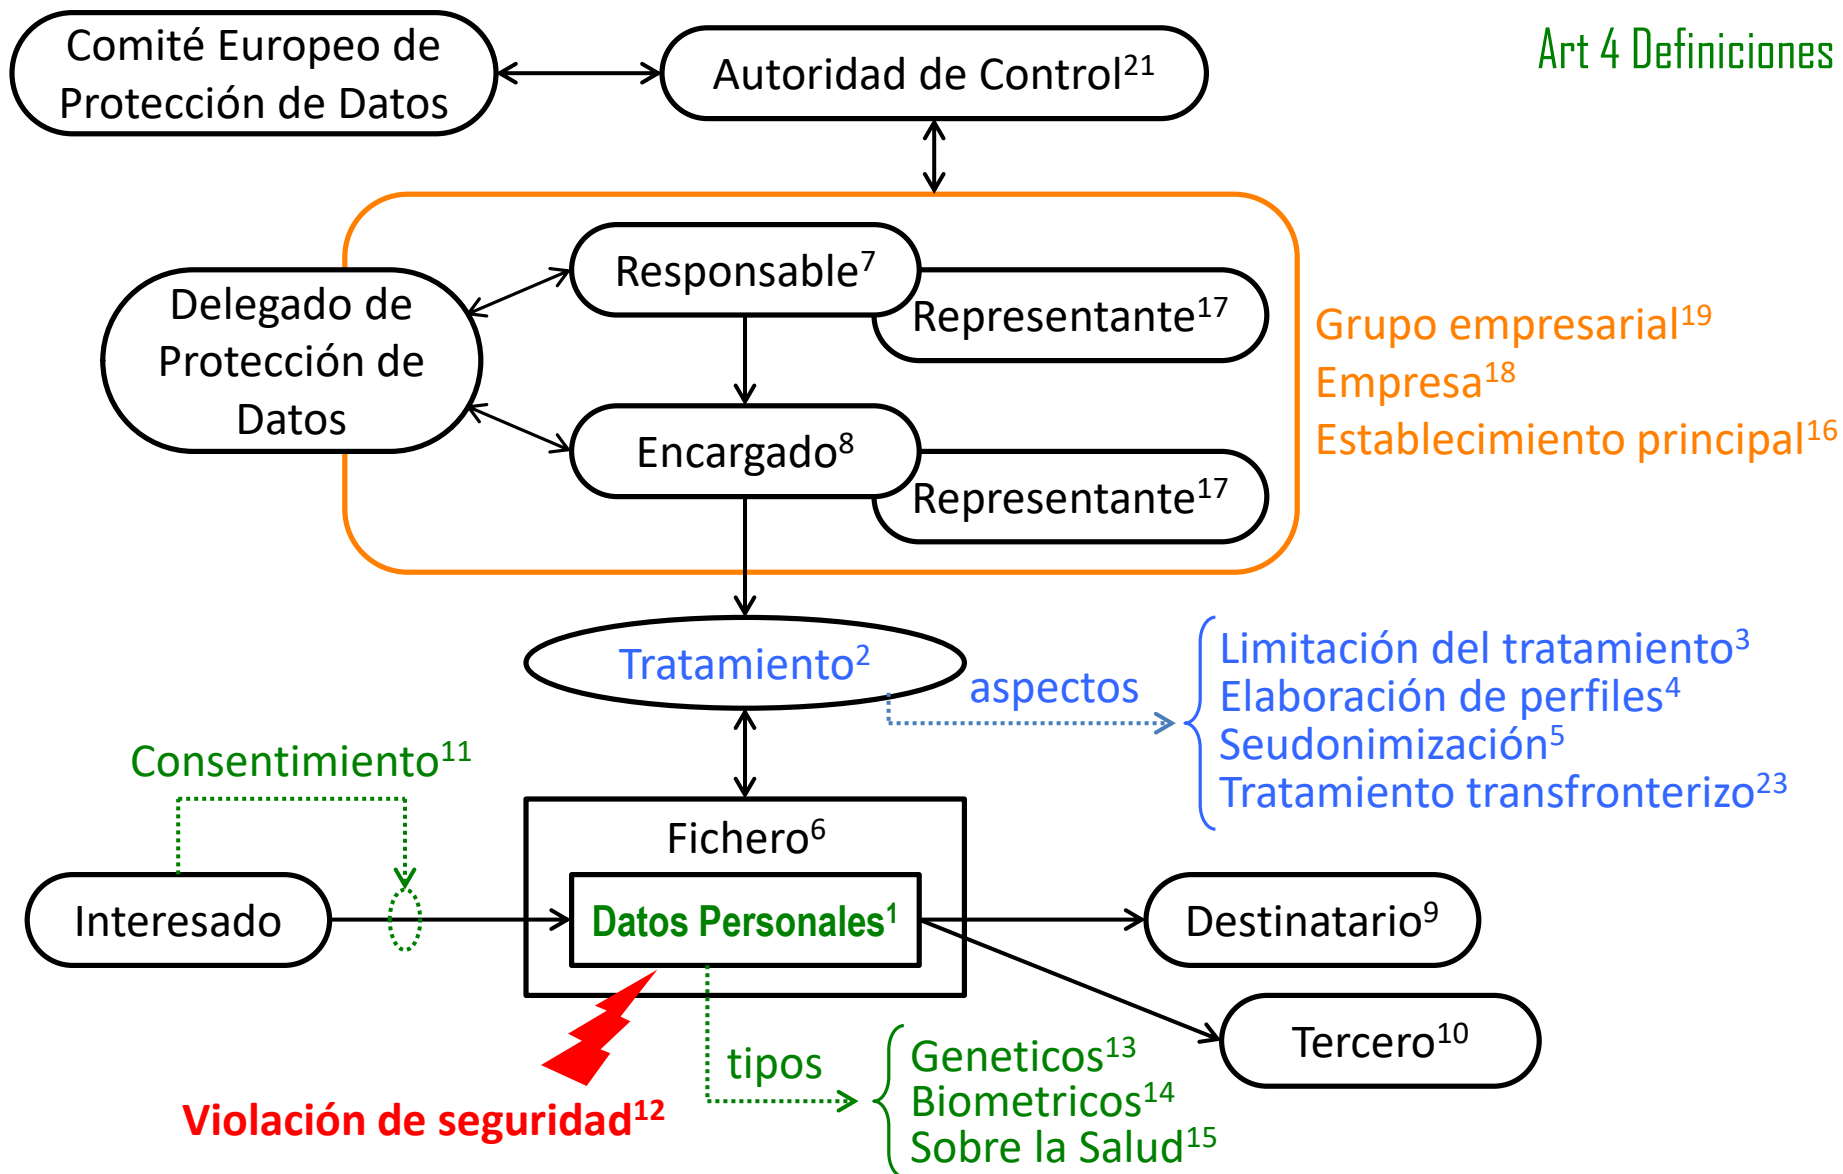 Comité Europeo de
Protección de Datos
Autoridad de Control²¹
Art 4 Definiciones
Responsable⁷
Representante¹⁷
Delegado de
Protección de
Datos
Grupo empresarial¹⁹
Empresa¹⁸
Establecimiento principal¹⁶
Encargado⁸
Representante¹⁷
Tratamiento²
aspectos
Limitación del tratamiento³
Elaboración de perfiles⁴
Seudonimización⁵
Tratamiento transfronterizo²³
Consentimiento¹¹
Fichero⁶
Interesado
Datos Personales¹
Destinatario⁹
Tercero¹⁰
tipos
Geneticos¹³
Biometricos¹⁴
Sobre la Salud¹⁵
Violación de seguridad¹²